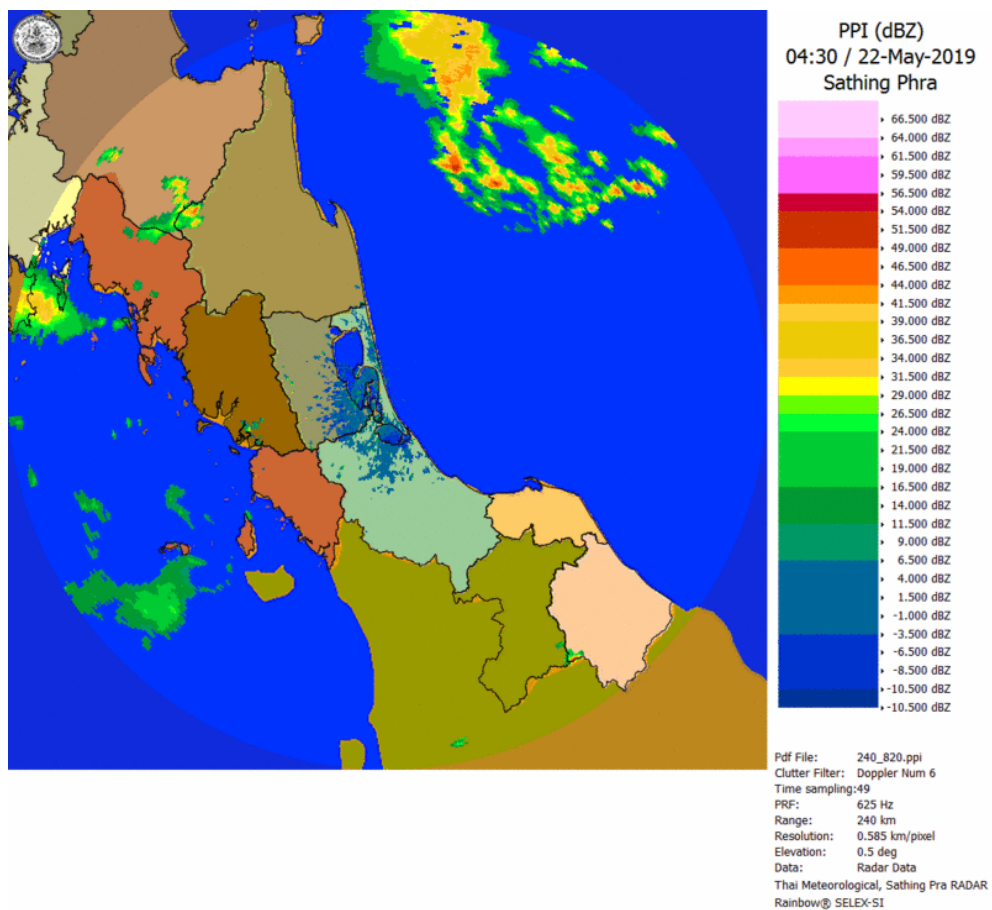 PPI (dBZ)
04:30 / 22-May-2019
Sathing Phra
66.500 dBZ
64.000 dBZ
61.500 dBZ
59.500 dBZ
56.500 dBZ
54.000 dBZ
51.500 dBZ
49.000 dBZ
46.500 dBZ
44.000 dBZ
41.500 dBZ
39.000 dBZ
36.500 dBZ
34.000 dBZ
31.500 dBZ
29.000 dBZ
26.500 dBZ
24.000 dBZ
21.500 dBZ
19.000 dBZ
16.500 dBZ
14.000 dBZ
11.500 dBZ
9.000 dBZ
6.500 dBZ
4.000 dBZ
1.500 dBZ
-1.000 dBZ
-3.500 dBZ
-6.500 dBZ
-8.500 dBZ
-10.500 dBZ
-10.500 dBZ
Pdf File: 240_820.ppi
Clutter Filter: Doppler Num 6
Time sampling:49
PRF: 625 Hz
Range: 240 km
Resolution: 0.585 km/pixel
Elevation: 0.5 deg
Data: Radar Data
Thai Meteorological, Sathing Pra RADAR
Rainbow® SELEX-SI